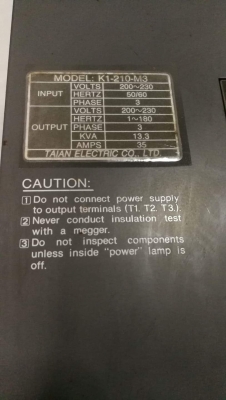 MODEL: K1-210-M3
INPUT
VOLTS 200~230
HERTZ 50/60
PHASE 3
OUTPUT
VOLTS 200~230
HERTZ 1~180
PHASE 3
KVA 13.3
AMPS 35
TAIAN ELECTRIC CO., LTD.
CAUTION:
1 Do not connect power supply
to output terminals (T1. T2. T3.).
2 Never conduct insulation test
with a megger.
3 Do not inspect components
unless inside "power" lamp is
off.